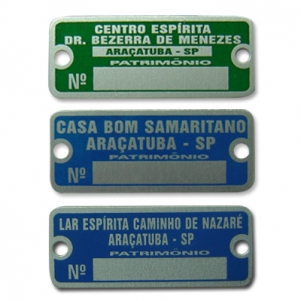 CENTRO ESPÍRITA
DR. BEZERRA DE MENEZES
ARAÇATUBA - SP
PATRIMÔNIO
Nº
CASA BOM SAMARITANO
ARAÇATUBA - SP
PATRIMÔNIO
Nº
LAR ESPÍRITA CAMINHO DE NAZARÉ
ARAÇATUBA - SP
PATRIMÔNIO
Nº